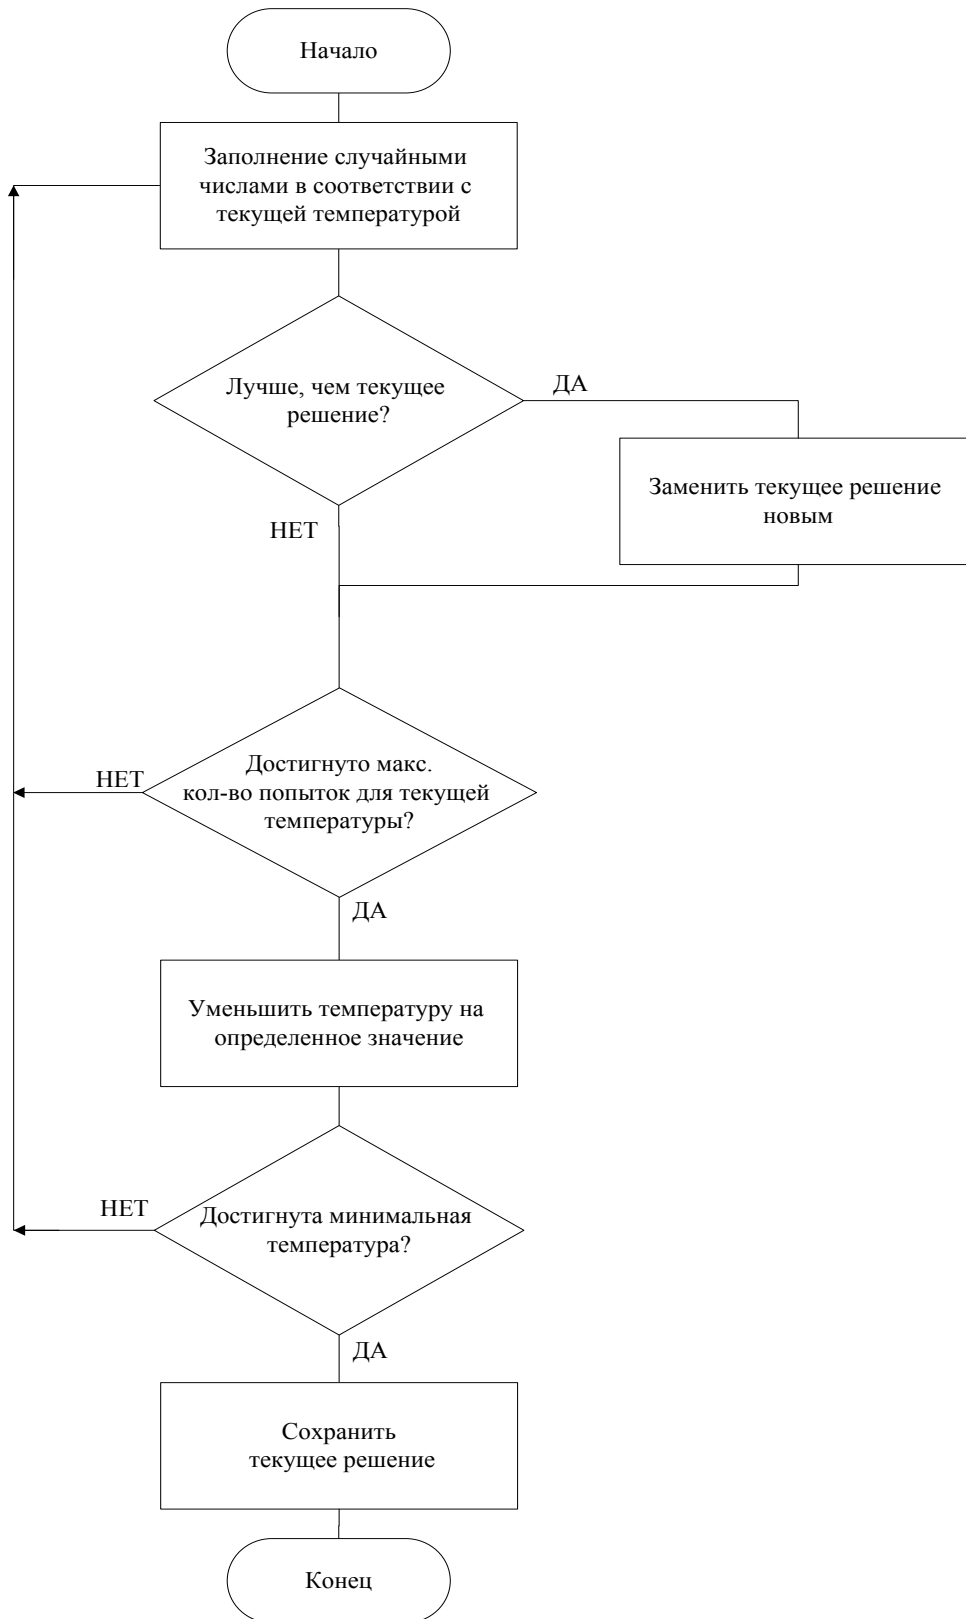 Начало
Заполнение случайными
числами в соответствии с
текущей температурой
Лучше, чем текущее
решение?
ДА
Заменить текущее решение
новым
НЕТ
Достигнуто макс.
кол-во попыток для текущей
температуры?
НЕТ
ДА
Уменьшить температуру на
определенное значение
НЕТ
Достигнута минимальная
температура?
ДА
Сохранить
текущее решение
Конец